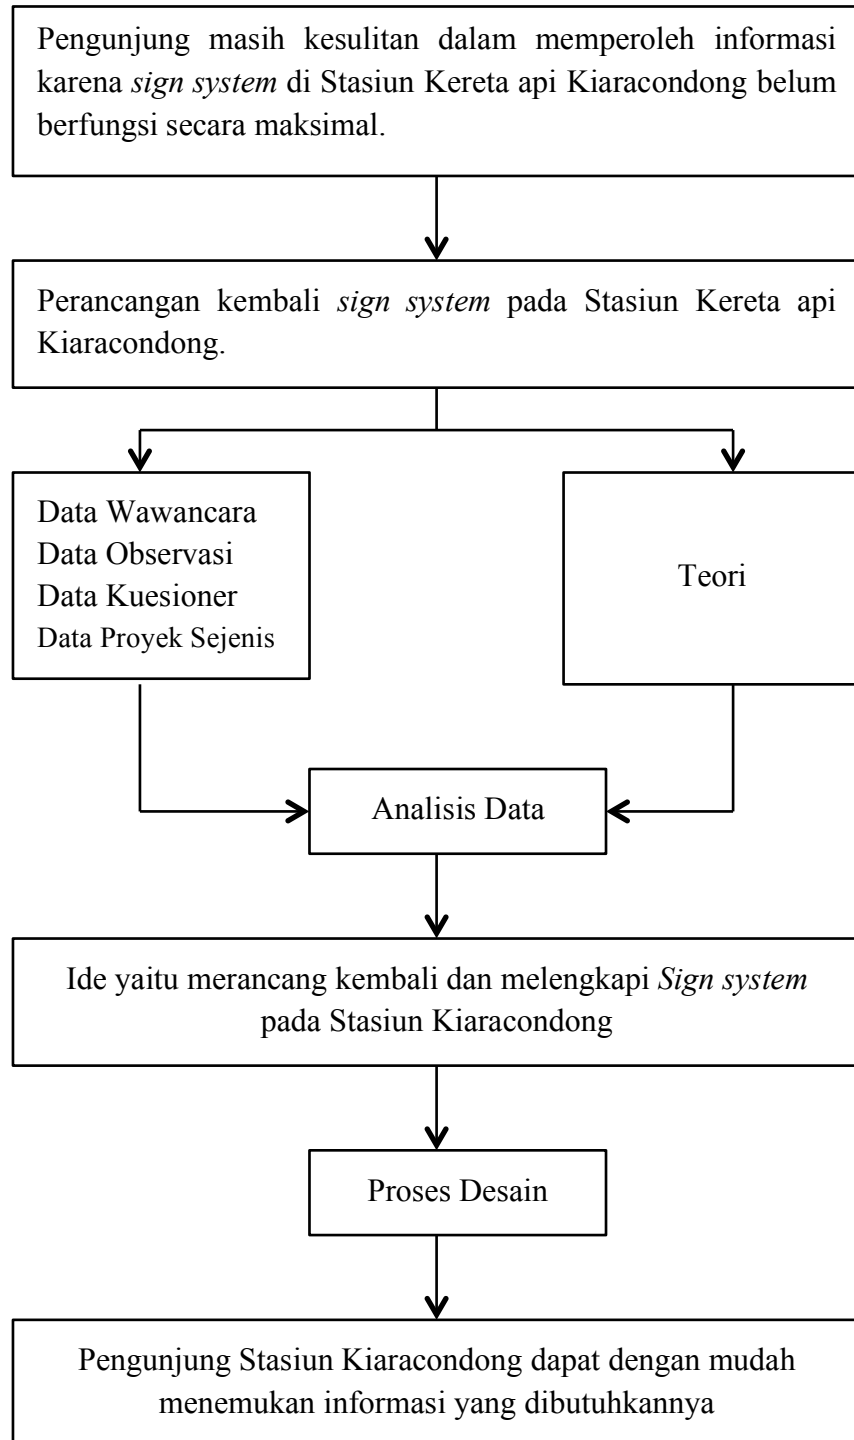 Pengunjung masih kesulitan dalam memperoleh informasi
karena sign system di Stasiun Kereta api Kiaracondong belum
berfungsi secara maksimal.
Perancangan kembali sign system pada Stasiun Kereta api
Kiaracondong.
Data Wawancara
Data Observasi
Data Kuesioner
Data Proyek Sejenis
Teori
Analisis Data
Ide yaitu merancang kembali dan melengkapi Sign system
pada Stasiun Kiaracondong
Proses Desain
Pengunjung Stasiun Kiaracondong dapat dengan mudah
menemukan informasi yang dibutuhkannya